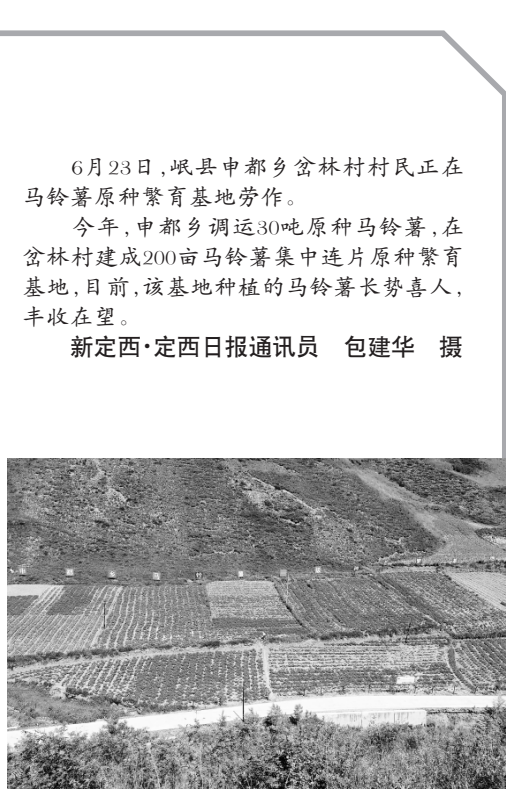 6月23日，岷县申都乡岔林村村民正在
马铃薯原种繁育基地劳作。
今年，申都乡调运30吨原种马铃薯，在
岔林村建成200亩马铃薯集中连片原种繁育
基地，目前，该基地种植的马铃薯长势喜人，
丰收在望。
新定西·定西日报通讯员　包建华　摄